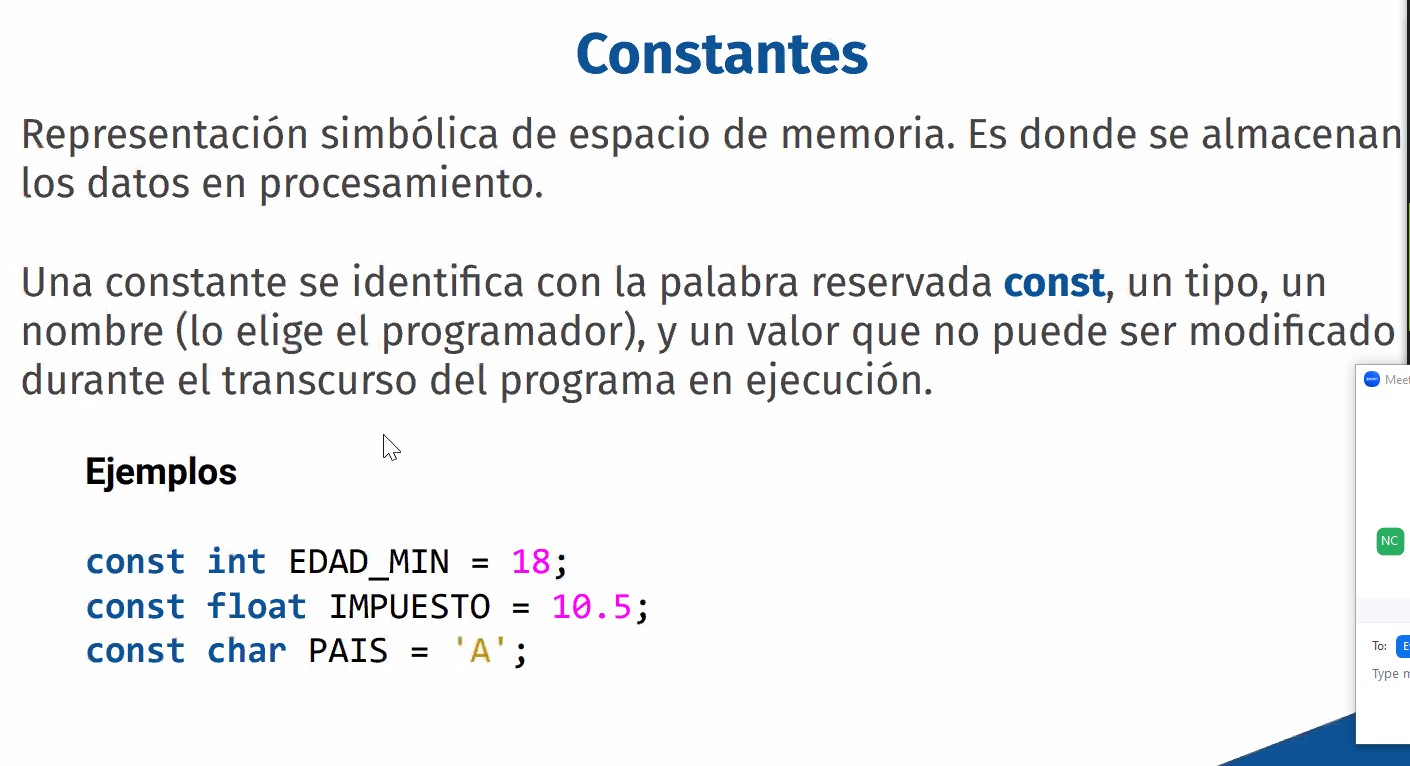 Constantes
Representación simbólica de espacio de memoria. Es donde se almacenan
los datos en procesamiento.
Una constante se identifica con la palabra reservada const, un tipo, un
nombre (lo elige el programador), y un valor que no puede ser modificado
durante el transcurso del programa en ejecución.
Ejemplos
const int EDAD_MIN = 18;
const float IMPUESTO = 10.5;
const char PAIS = 'A';
NC
To:
Type